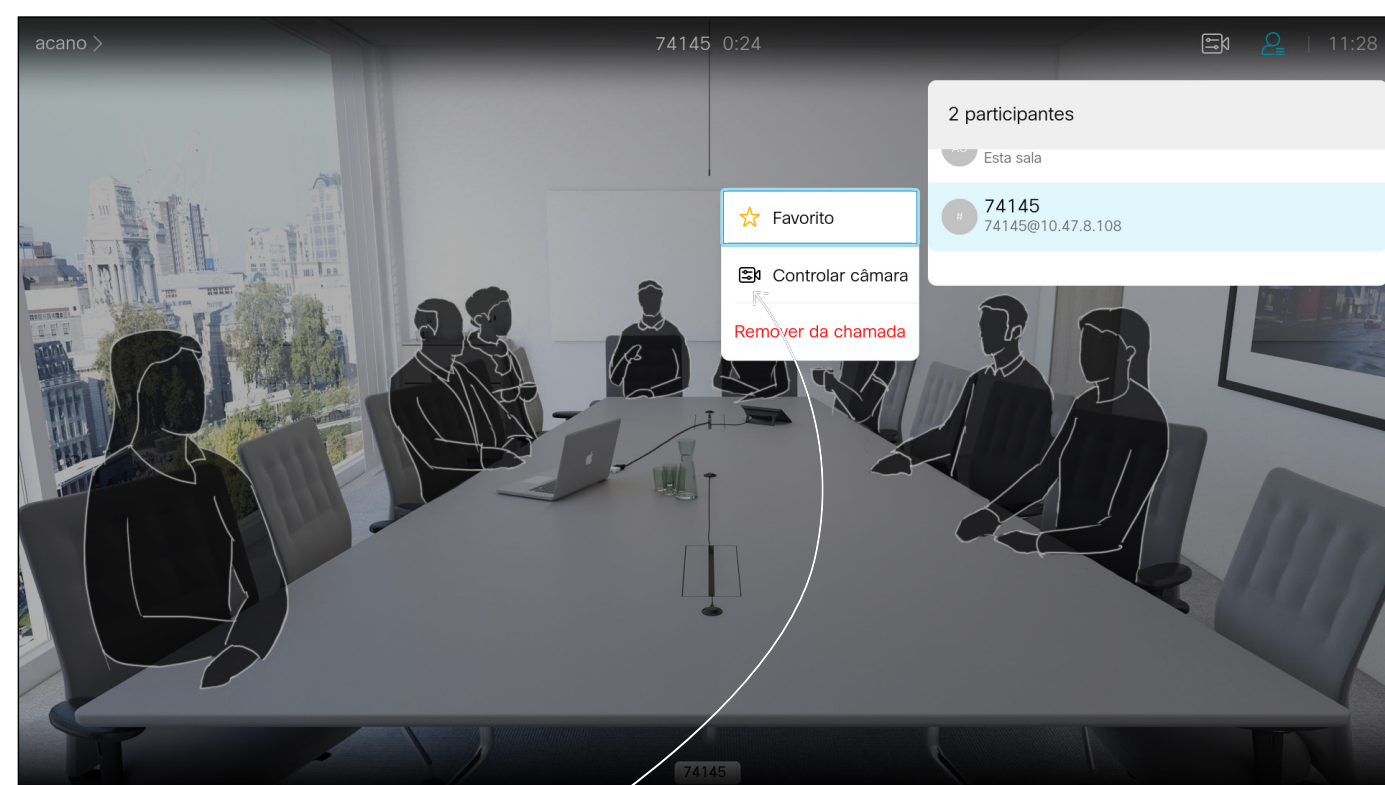 acano
74145 0:24
11:28
2 participantes
Esta sala
74145
74145@10.47.8.108
#
Favorito
Controlar câmara
Remover da chamada
74145